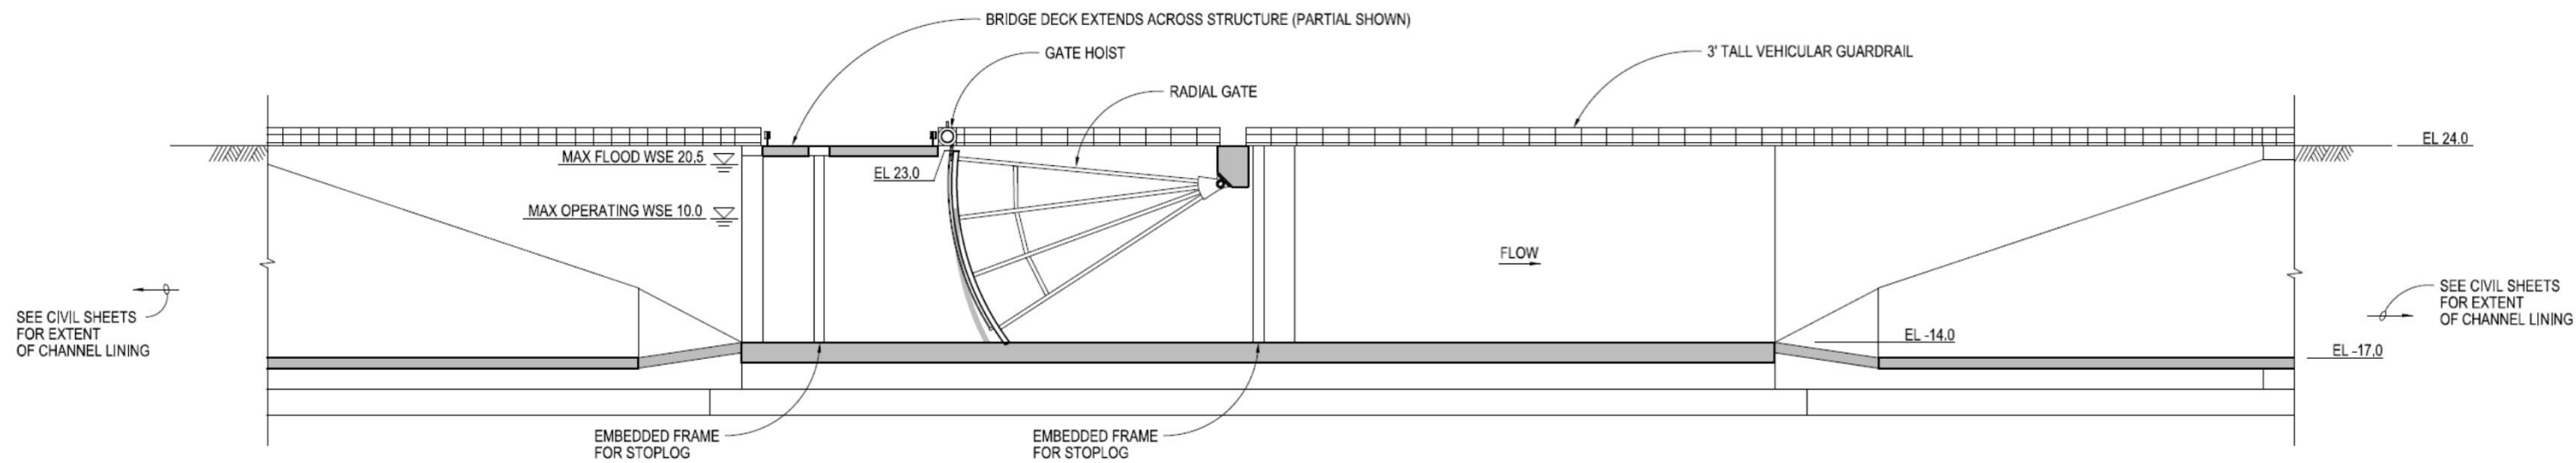 BRIDGE DECK EXTENDS ACROSS STRUCTURE (PARTIAL SHOWN)
GATE HOIST
3' TALL VEHICULAR GUARDRAIL
RADIAL GATE
EL 24.0
MAX FLOOD WSE 20.5
EL 23.0
MAX OPERATING WSE 10.0
FLOW
SEE CIVIL SHEETS
FOR EXTENT
OF CHANNEL LINING
SEE CIVIL SHEETS
FOR EXTENT
OF CHANNEL LINING
EL -14.0
EL -17.0
EMBEDDED FRAME
FOR STOPLOG
EMBEDDED FRAME
FOR STOPLOG